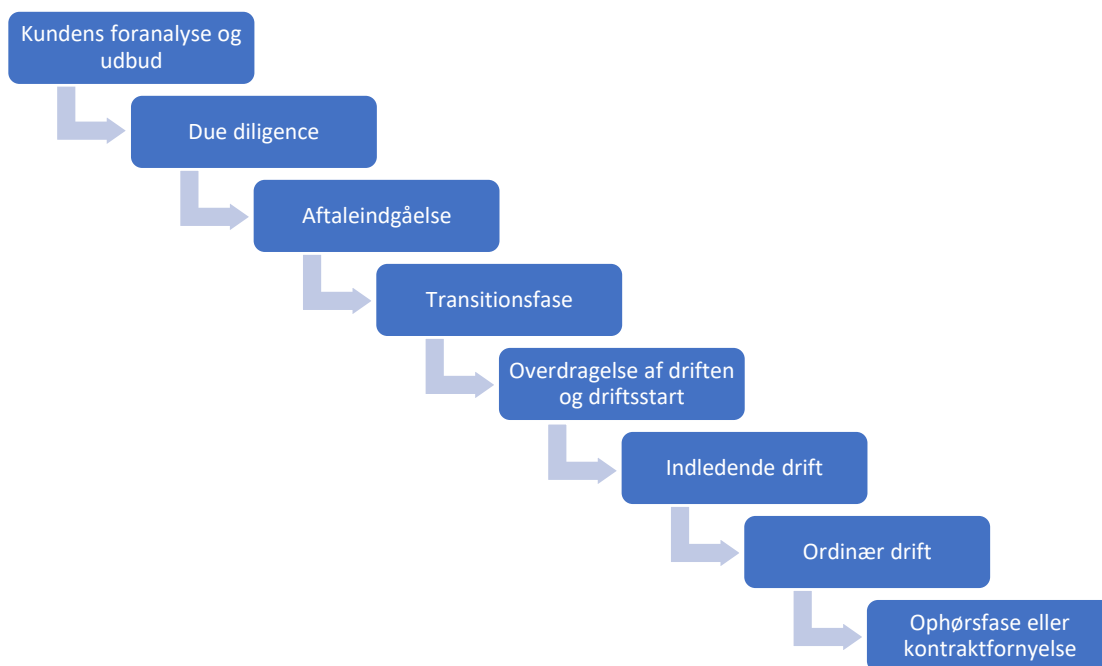 Kundens foranalyse og
udbud
Due diligence
Aftaleindgåelse
Transitionsfase
Overdragelse af driften
og driftsstart
Indledende drift
Ordinær drift
Ophørsfase eller
kontraktfornyelse